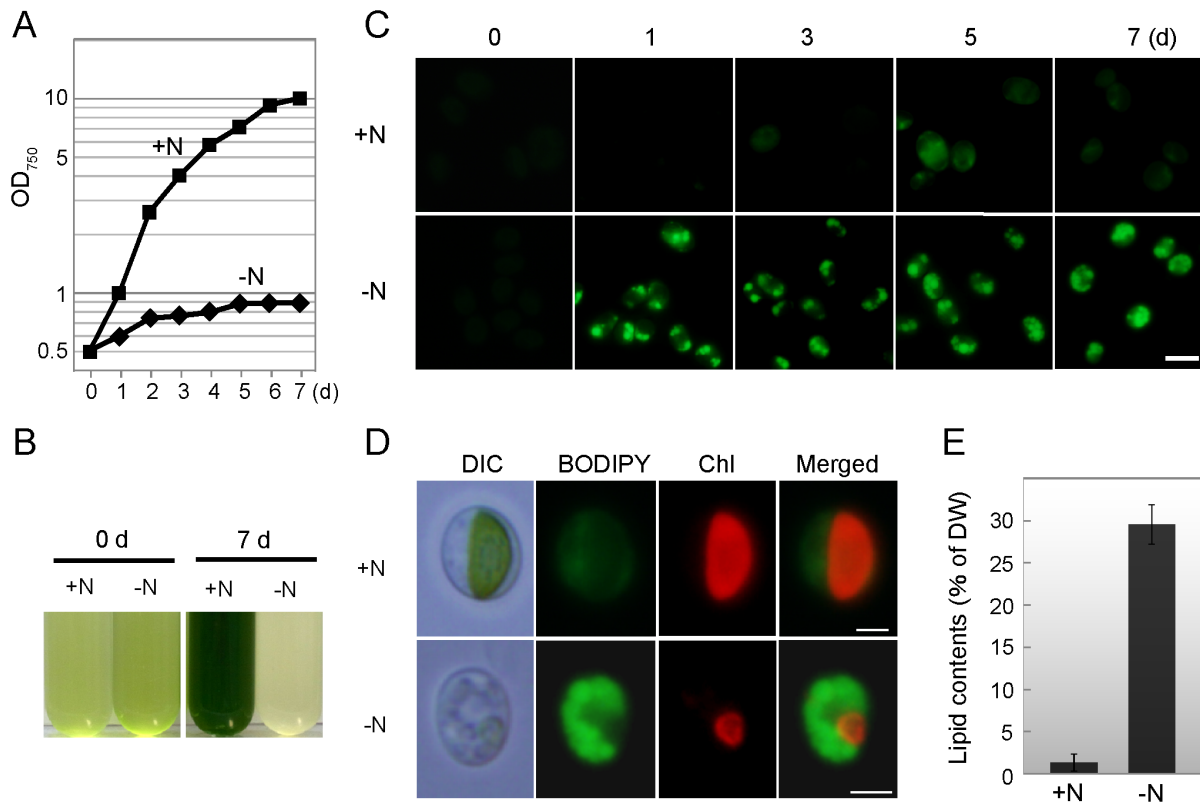 A
10
5
1
0.5
OD750
+N
-N
0 1 2 3 4 5 6 7 (d)
B
0 d 7 d
+N -N +N -N
C
0 1 3 5 7 (d)
+N
-N
D
DIC BODIPY Chl Merged
+N
-N
E
Lipid contents (% of DW)
30
25
20
15
10
5
0
+N -N